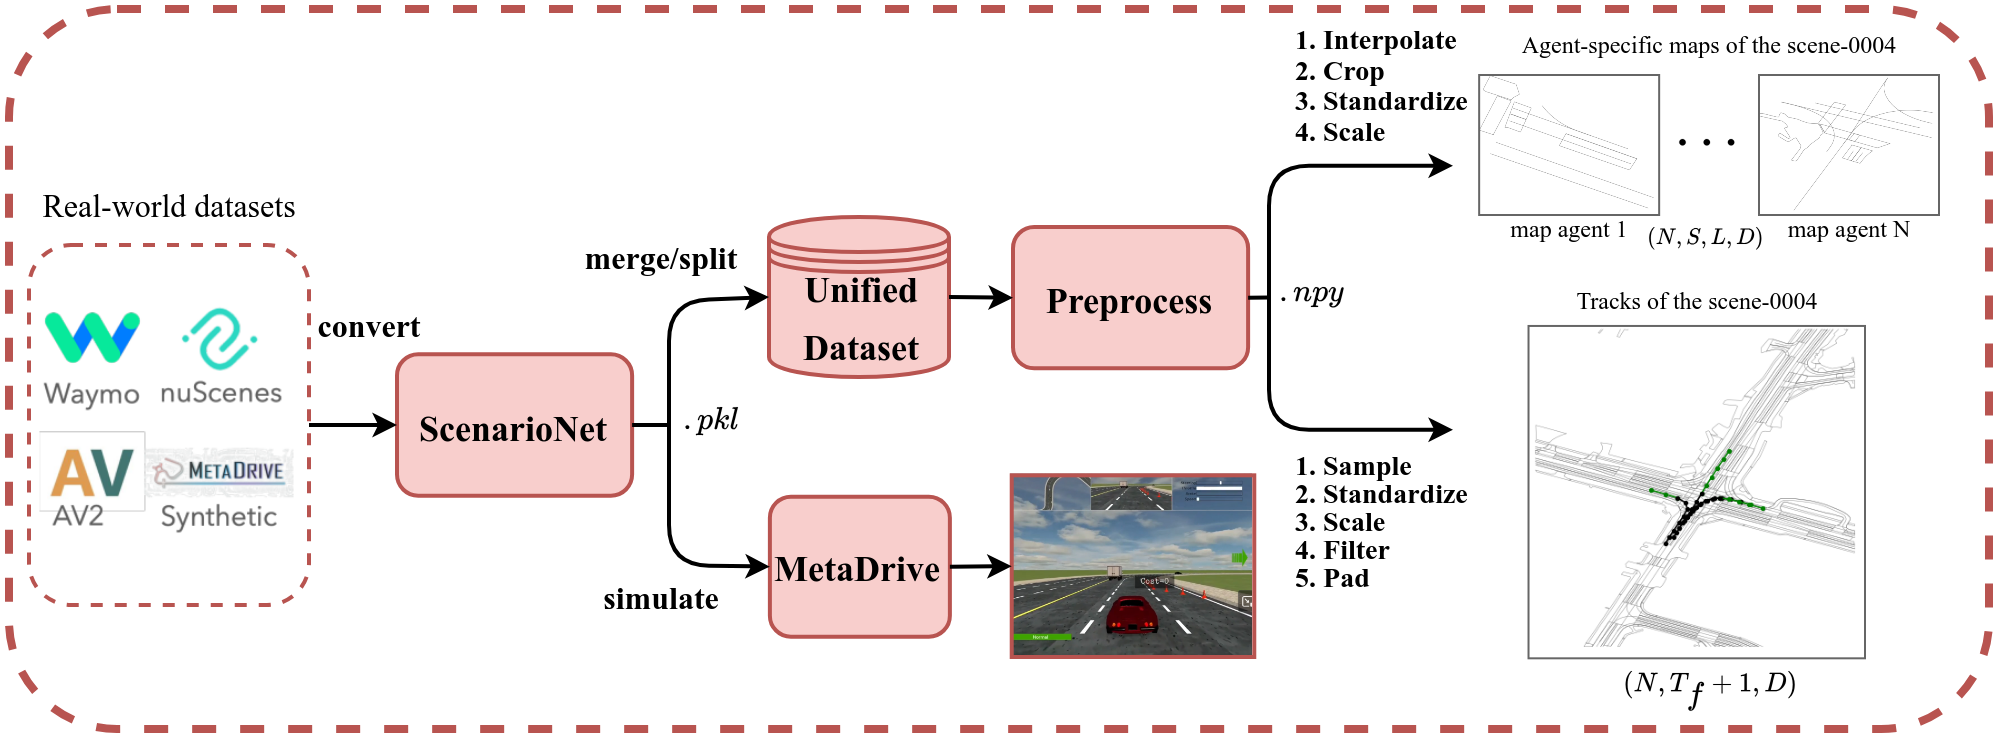 Real-world datasets
Waymo
nuScenes
AV
AV2
METADRIVE
Synthetic
convert
ScenarioNet
.pkl
merge/split
Unified
Dataset
simulate
MetaDrive
Cost-0
Normal
Preprocess
.npy
1. Interpolate
2. Crop
3. Standardize
4. Scale
Agent-specific maps of the scene-0004
map agent 1
(N, S, L, D)
map agent N
1. Sample
2. Standardize
3. Scale
4. Filter
5. Pad
Tracks of the scene-0004
(N, T_f + 1, D)